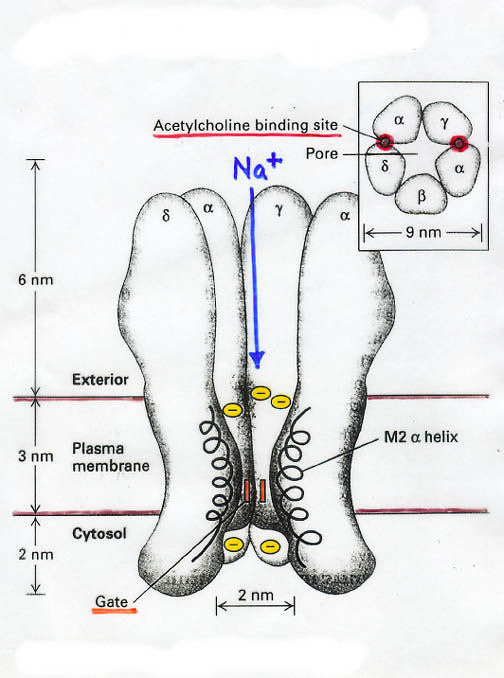 Acetylcholine binding site
Pore
α γ
δ α
β
9 nm
Na+
δ α γ α
6 nm
Exterior
3 nm
Plasma
membrane
M2 α helix
Cytosol
2 nm
Gate
2 nm
− − −
− −